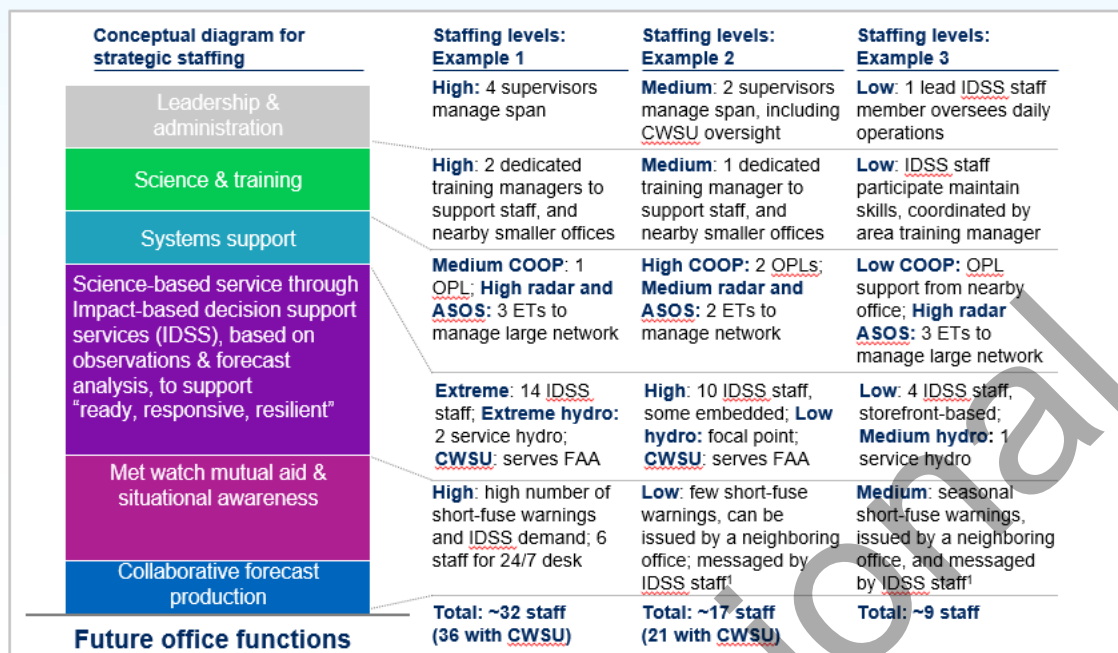 Conceptual diagram for
strategic staffing
Leadership &
administration
Science & training
Systems support
Science-based service through
Impact-based decision support
services (IDSS), based on
observations & forecast
analysis, to support
“ready, responsive, resilient”
Met watch mutual aid &
situational awareness
Collaborative forecast
production
Future office functions
Staffing levels:
Example 1
High: 4 supervisors
manage span
High: 2 dedicated
training managers to
support staff, and
nearby smaller offices
Medium COOP: 1
OPL; High radar and
ASOS: 3 ETs to
manage large network
Extreme: 14 IDSS
staff; Extreme hydro:
2 service hydro;
CWSU: serves FAA
High: high number of
short-fuse warnings
and IDSS demand; 6
staff for 24/7 desk
Total: ~32 staff
(36 with CWSU)
Staffing levels:
Example 2
Medium: 2 supervisors
manage span, including
CWSU oversight
Medium: 1 dedicated
training manager to
support staff, and
nearby smaller offices
High COOP: 2 OPLs;
Medium radar and
ASOS: 2 ETs to
manage network
High: 10 IDSS staff,
some embedded; Low
hydro: focal point;
CWSU: serves FAA
Low: few short-fuse
warnings, can be
issued by a neighboring
office; messaged by
IDSS staff¹
Total: ~17 staff
(21 with CWSU)
Staffing levels:
Example 3
Low: 1 lead IDSS staff
member oversees daily
operations
Low: IDSS staff
participate maintain
skills, coordinated by
area training manager
Low COOP: OPL
support from nearby
office; High radar
ASOS: 3 ETs to
manage large network
Low: 4 IDSS staff,
storefront-based;
Medium hydro: 1
service hydro
Medium: seasonal
short-fuse warnings,
issued by a neighboring
office, and messaged
by IDSS staff¹
Total: ~9 staff
ional